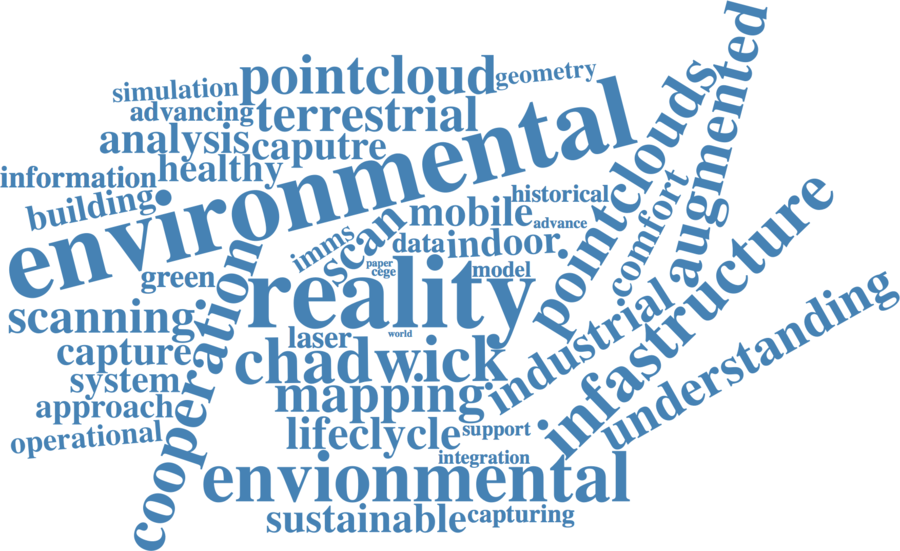 simulation
pointcloud
geometry
advancing
terrestrial
analysis
caputre
information
healthy
building
environmental
pointclouds
augmented
historical
mobile
advance
scan
imms
data
indoor
comfort
paper
cege
model
green
cooperation
reality
infastructure
industrial
understanding
scanning
laser
world
capture
chadwick
system
mapping
approach
lifeclycle
support
operational
integration
envionmental
sustainable
capturing